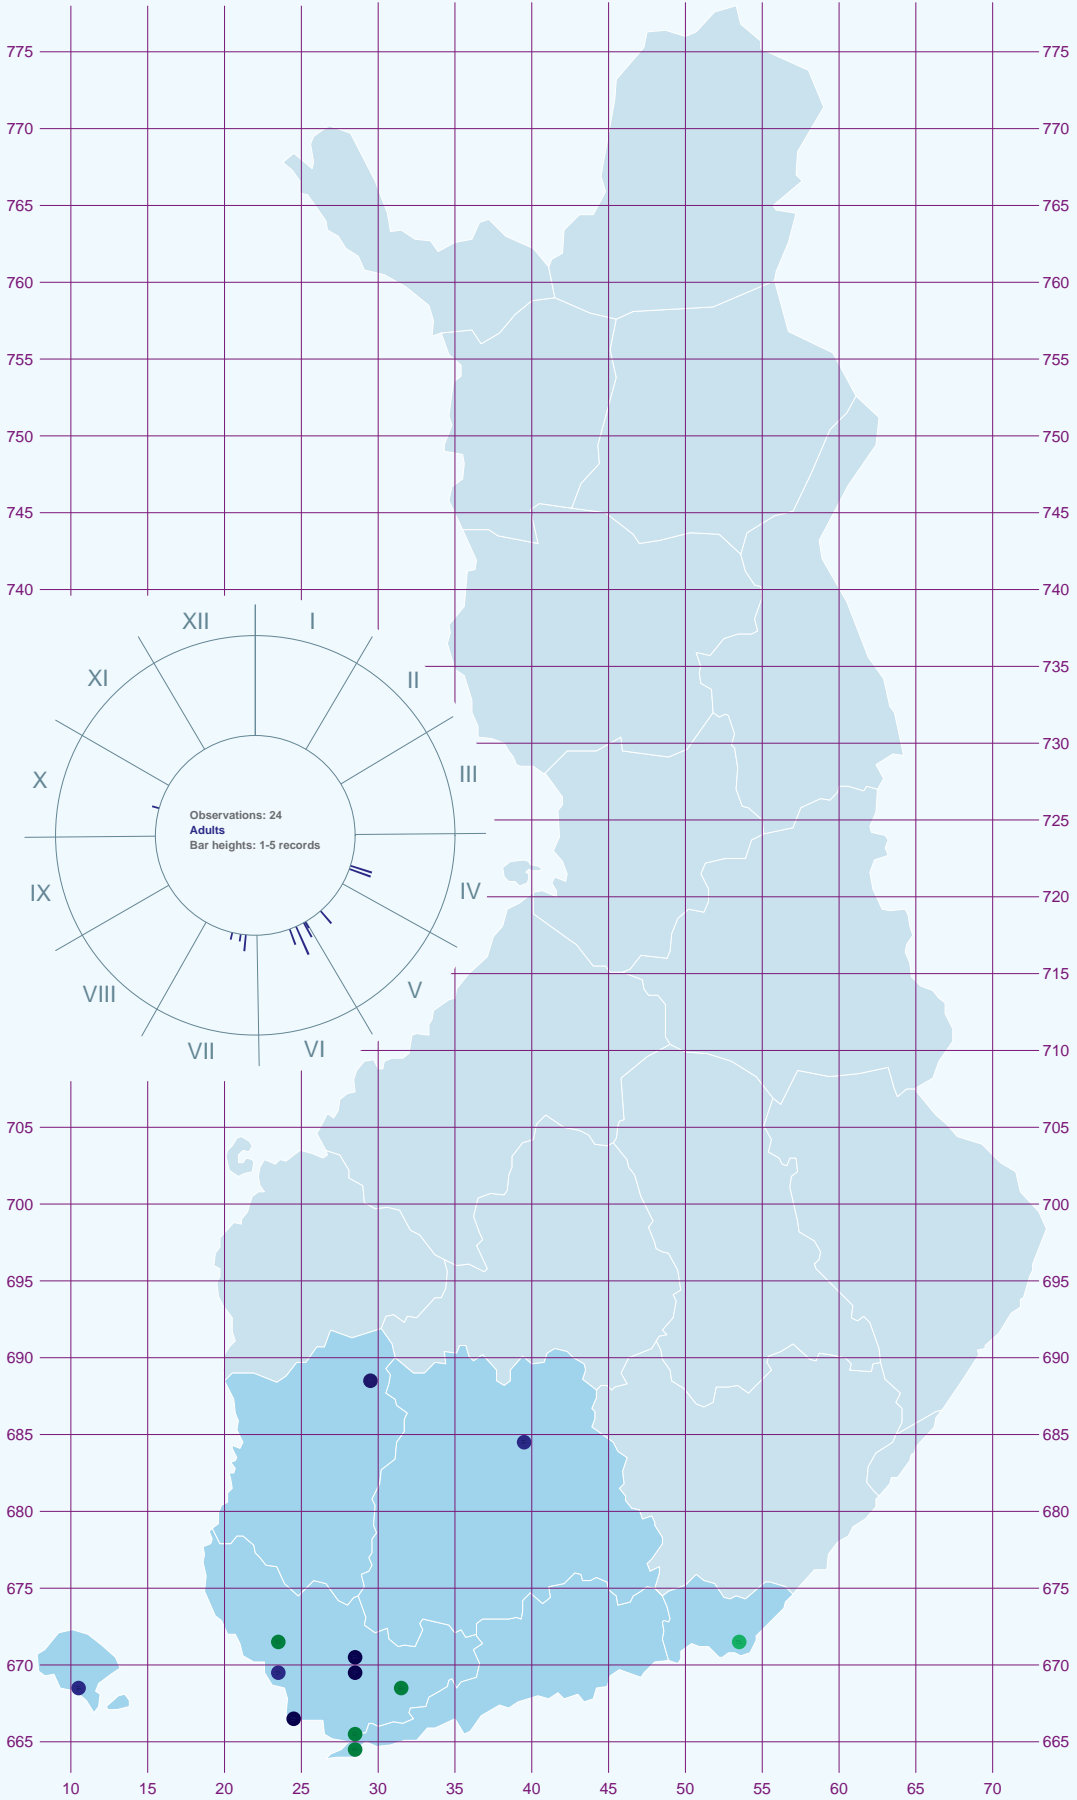 775 775
770 770
765 765
760 760
755 755
750 750
745 745
740 740
XII I
XI II
735
730
X III
725
Observations: 24
Adults
Bar heights: 1-5 records
IX IV
720
715
VIII V
VII VI
710
705 705
700 700
695 695
690 690
685 685
680 680
675 675
670 670
665 665
10 15 20 25 30 35 40 45 50 55 60 65 70